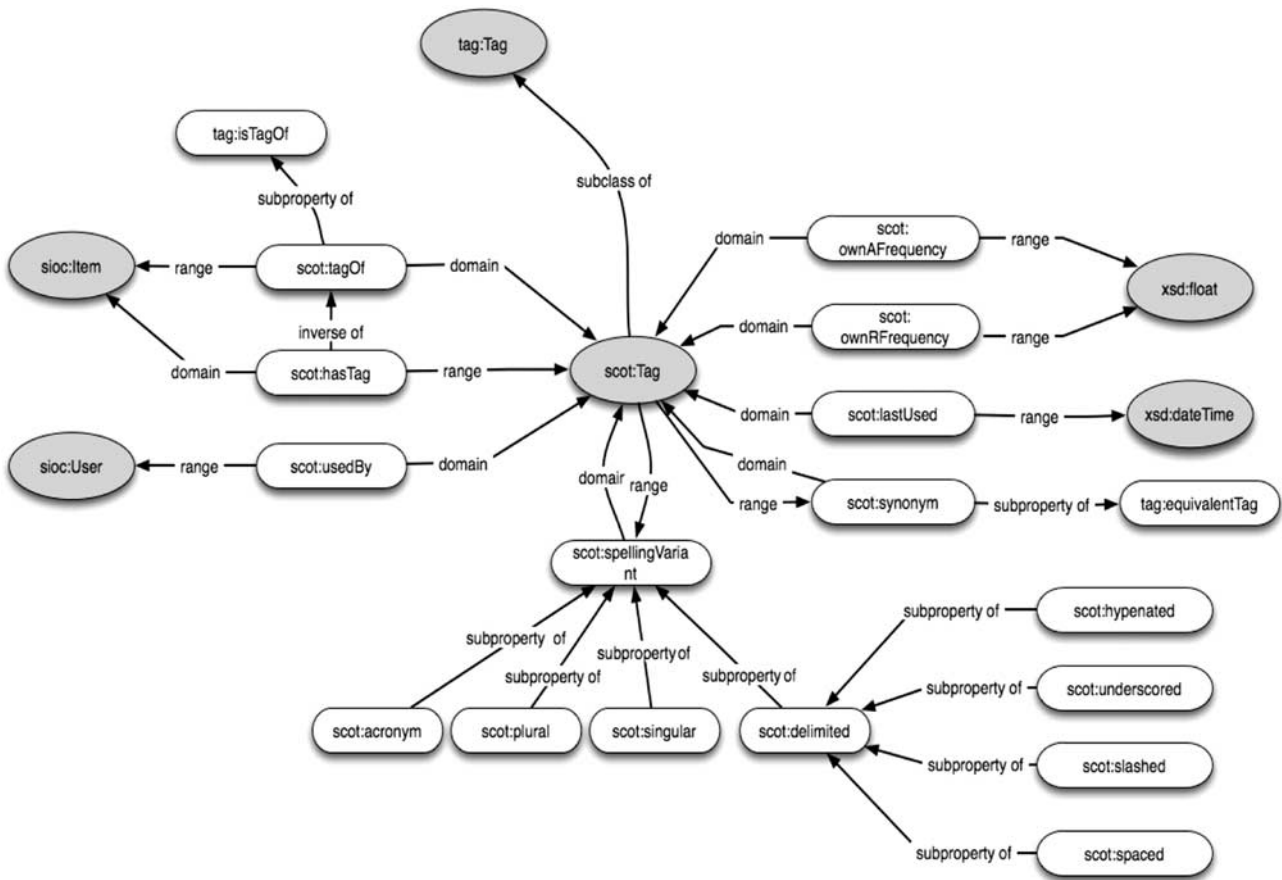 tag:Tag
tag:isTagOf
subclass of
subproperty of
scot:
ownAFrequency
domain
range
sioc:Item
range
scot:tagOf
domain
xsd:float
inverse of
domain
scot:
ownRFrequency
range
domain
scot:hasTag
range
scot:Tag
domain
scot:lastUsed
range
xsd:dateTime
sioc:User
range
scot:usedBy
domain
domair
range
domain
range
scot:synonym
subproperty of
tag:equivalentTag
scot:spellingVaria
nt
subproperty of
scot:hypenated
subproperty of
subproperty of
subproperty of
subproperty of
subproperty of
scot:underscored
scot:acronym
scot:plural
scot:singular
scot:delimited
subproperty of
scot:slashed
subproperty of
scot:spaced